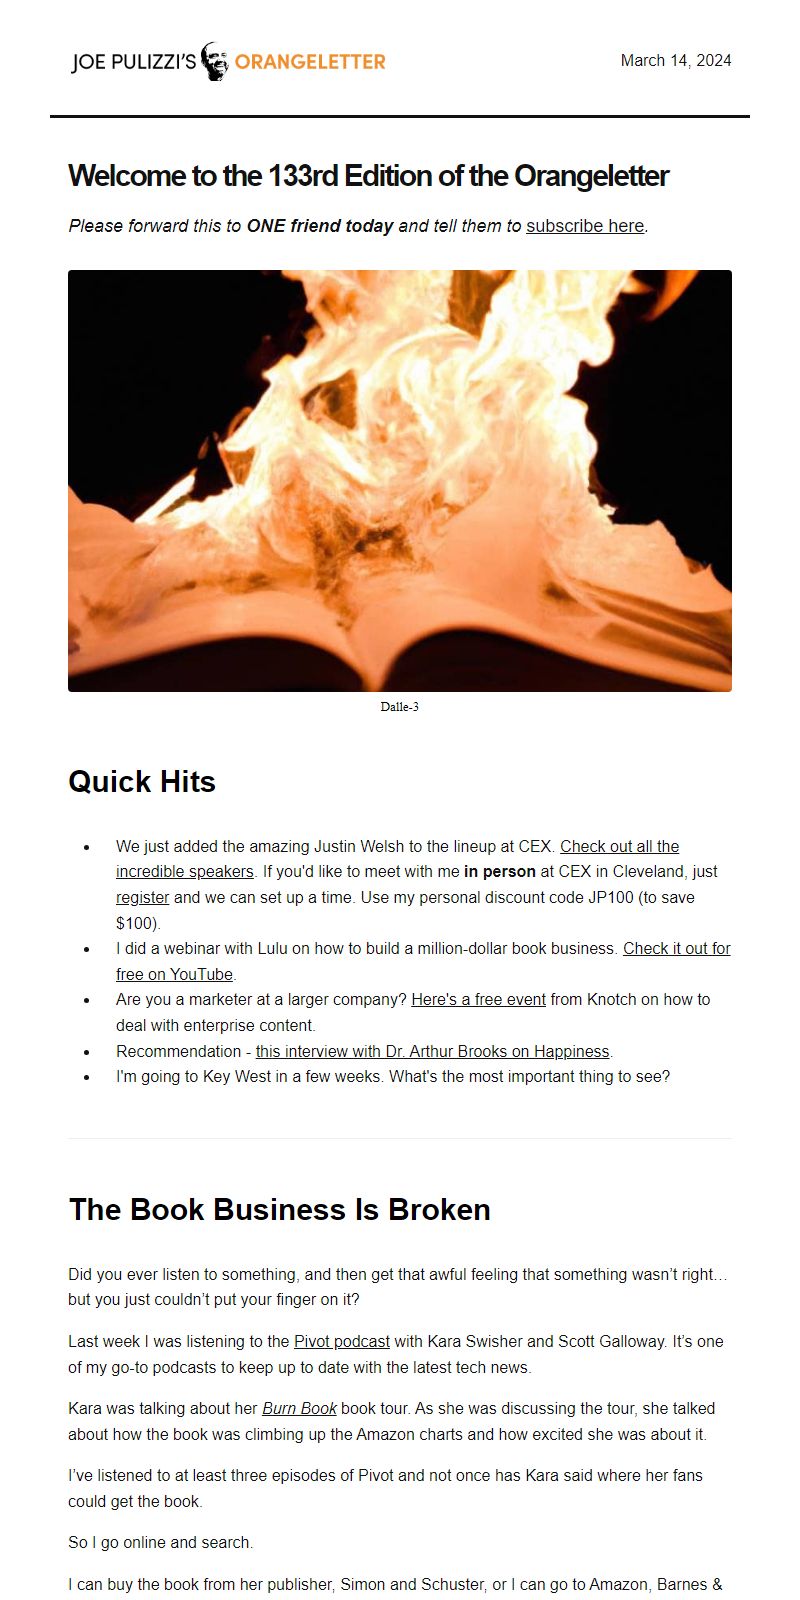 JOE PULIZZI'S ORANGELETTER
March 14, 2024
Welcome to the 133rd Edition of the Orangeletter
Please forward this to ONE friend today and tell them to subscribe here.
Dalle-3
Quick Hits
• We just added the amazing Justin Welsh to the lineup at CEX. Check out all the
incredible speakers. If you'd like to meet with me in person at CEX in Cleveland, just
register and we can set up a time. Use my personal discount code JP100 (to save
$100).
• I did a webinar with Lulu on how to build a million-dollar book business. Check it out for
free on YouTube.
• Are you a marketer at a larger company? Here's a free event from Knotch on how to
deal with enterprise content.
• Recommendation - this interview with Dr. Arthur Brooks on Happiness.
• I'm going to Key West in a few weeks. What's the most important thing to see?
The Book Business Is Broken
Did you ever listen to something, and then get that awful feeling that something wasn’t right…
but you just couldn’t put your finger on it?
Last week I was listening to the Pivot podcast with Kara Swisher and Scott Galloway. It’s one
of my go-to podcasts to keep up to date with the latest tech news.
Kara was talking about her Burn Book book tour. As she was discussing the tour, she talked
about how the book was climbing up the Amazon charts and how excited she was about it.
I’ve listened to at least three episodes of Pivot and not once has Kara said where her fans
could get the book.
So I go online and search.
I can buy the book from her publisher, Simon and Schuster, or I can go to Amazon, Barnes &